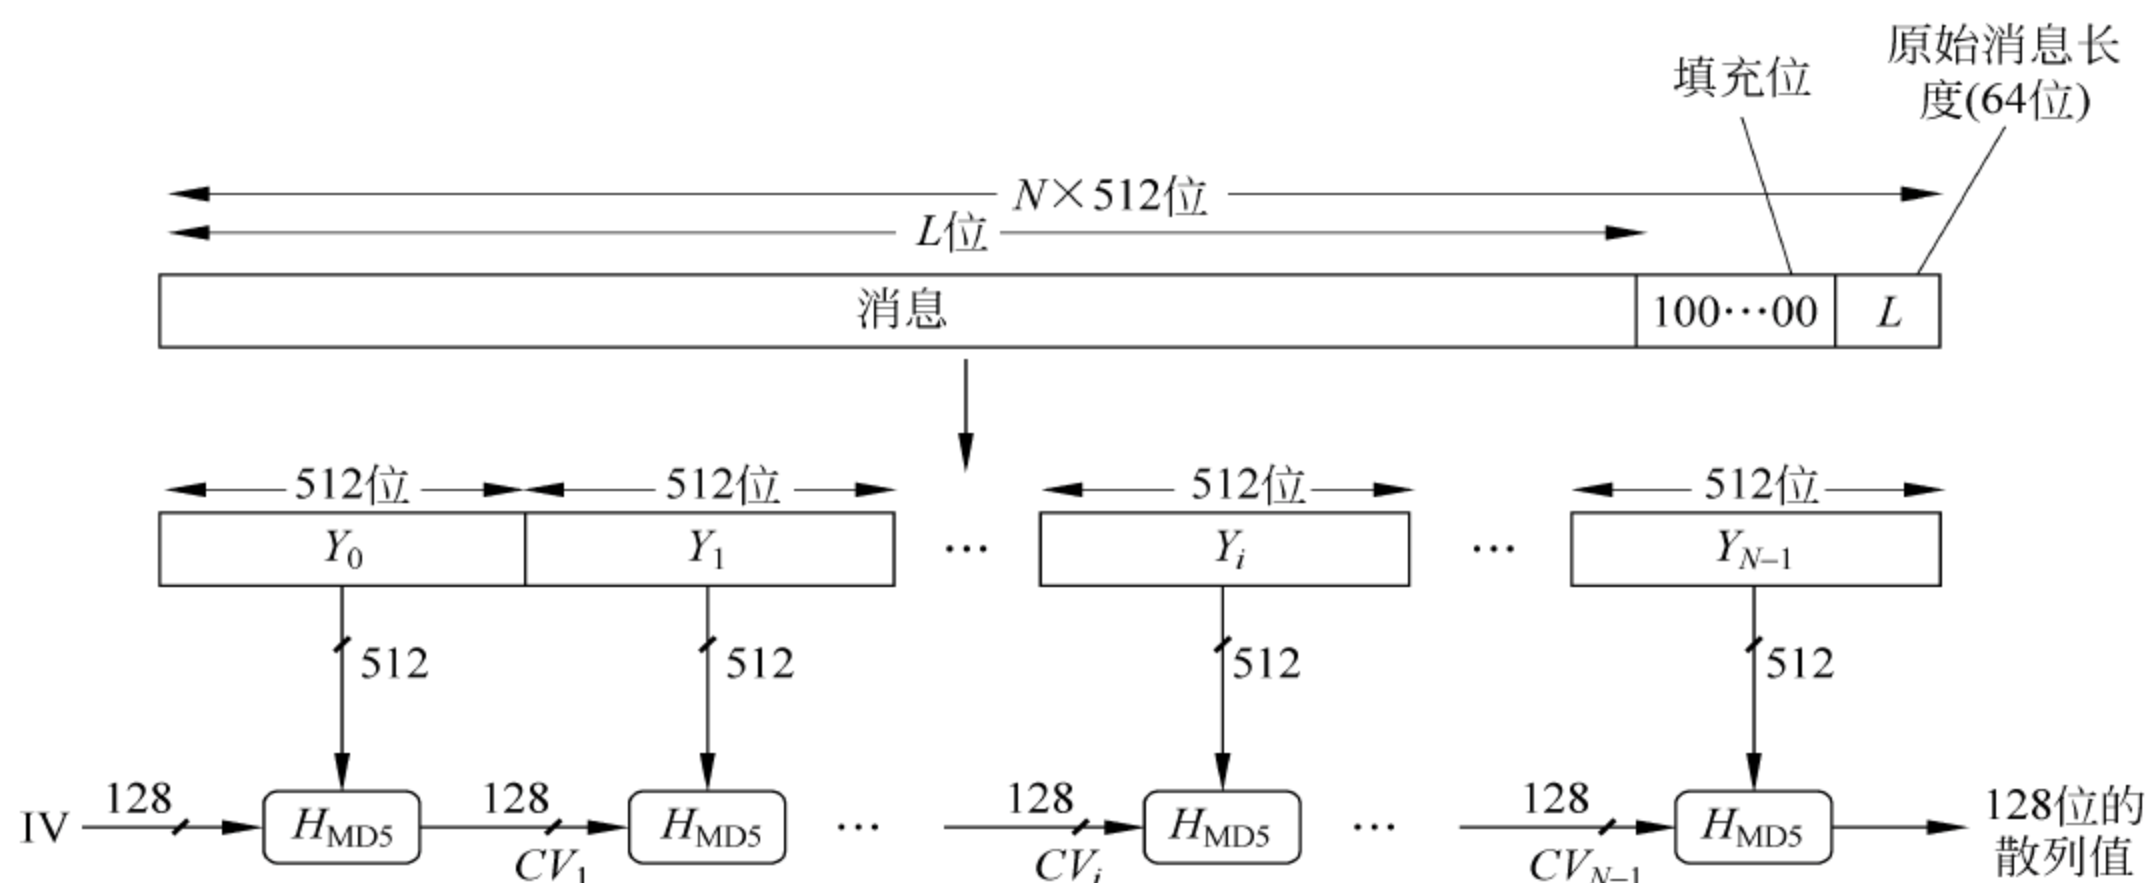 原始消息长
度(64位)
填充位
N×512位
L位
消息 100…00 L
512位 512位 512位 512位
Y0 Y1 … Yi … YN–1
512 512 512 512
IV 128 HMD5 128 HMD5 … 128 HMD5 … 128 HMD5 128位的
散列值
CV1 CVi CVN–1